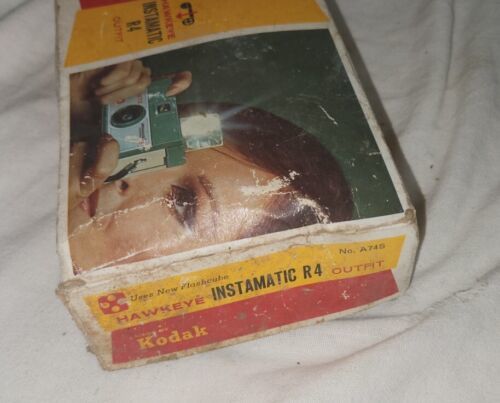 HAWKEYE
INSTAMATIC
R4
OUTFIT
Uses New Flashcube
No. A74S
HAWKEYE INSTAMATIC R4 OUTFIT
Kodak